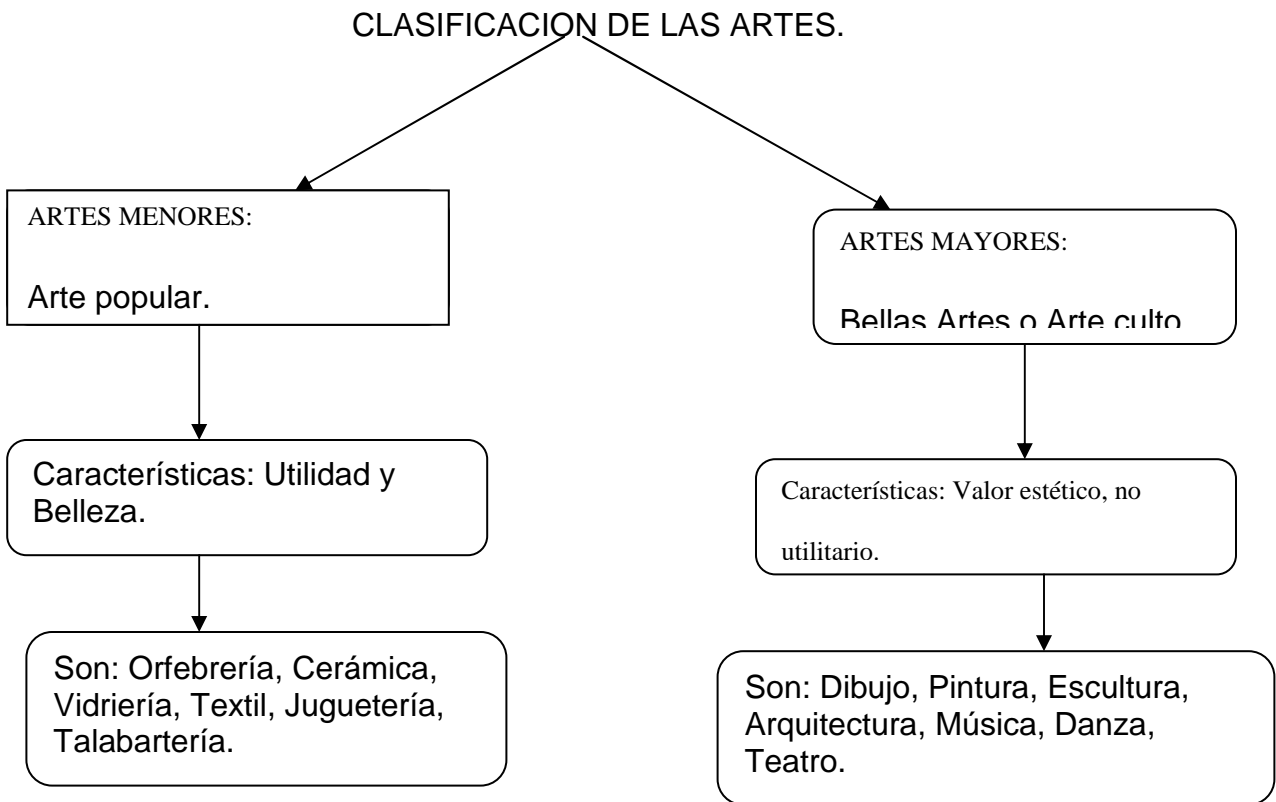 CLASIFICACION DE LAS ARTES.
ARTES MENORES:
Arte popular.
ARTES MAYORES:
Bellas Artes o Arte culto
Características: Utilidad y
Belleza.
Características: Valor estético, no
utilitario.
Son: Orfebrería, Cerámica,
Vidriería, Textil, Juguetería,
Talabartería.
Son: Dibujo, Pintura, Escultura,
Arquitectura, Música, Danza,
Teatro.